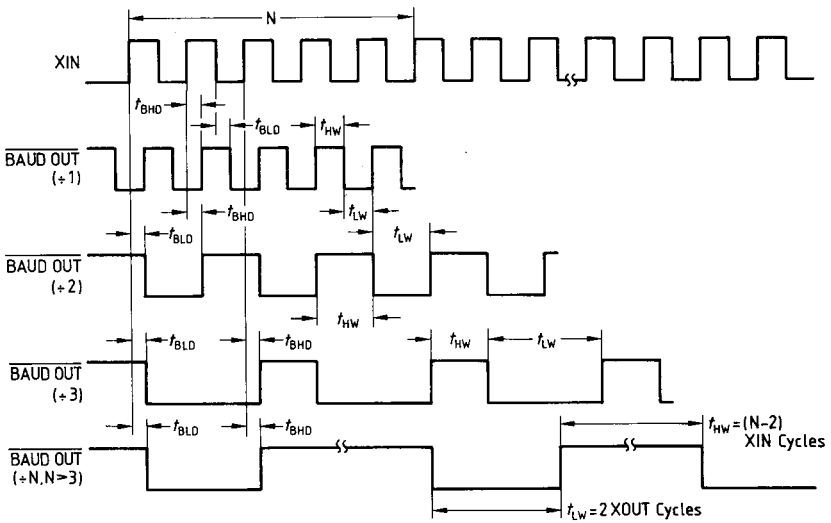 N
XIN
tBHD
tBLD
tHW
BAUD OUT
(÷1)
tBHD
tLW
tBLD
tLW
BAUD OUT
(÷2)
tHW
tBLD
tBHD
tHW
tLW
BAUD OUT
(÷3)
tBLD
tBHD
tHW=(N-2)
XIN Cycles
BAUD OUT
(÷N,N>3)
tLW=2 XOUT Cycles